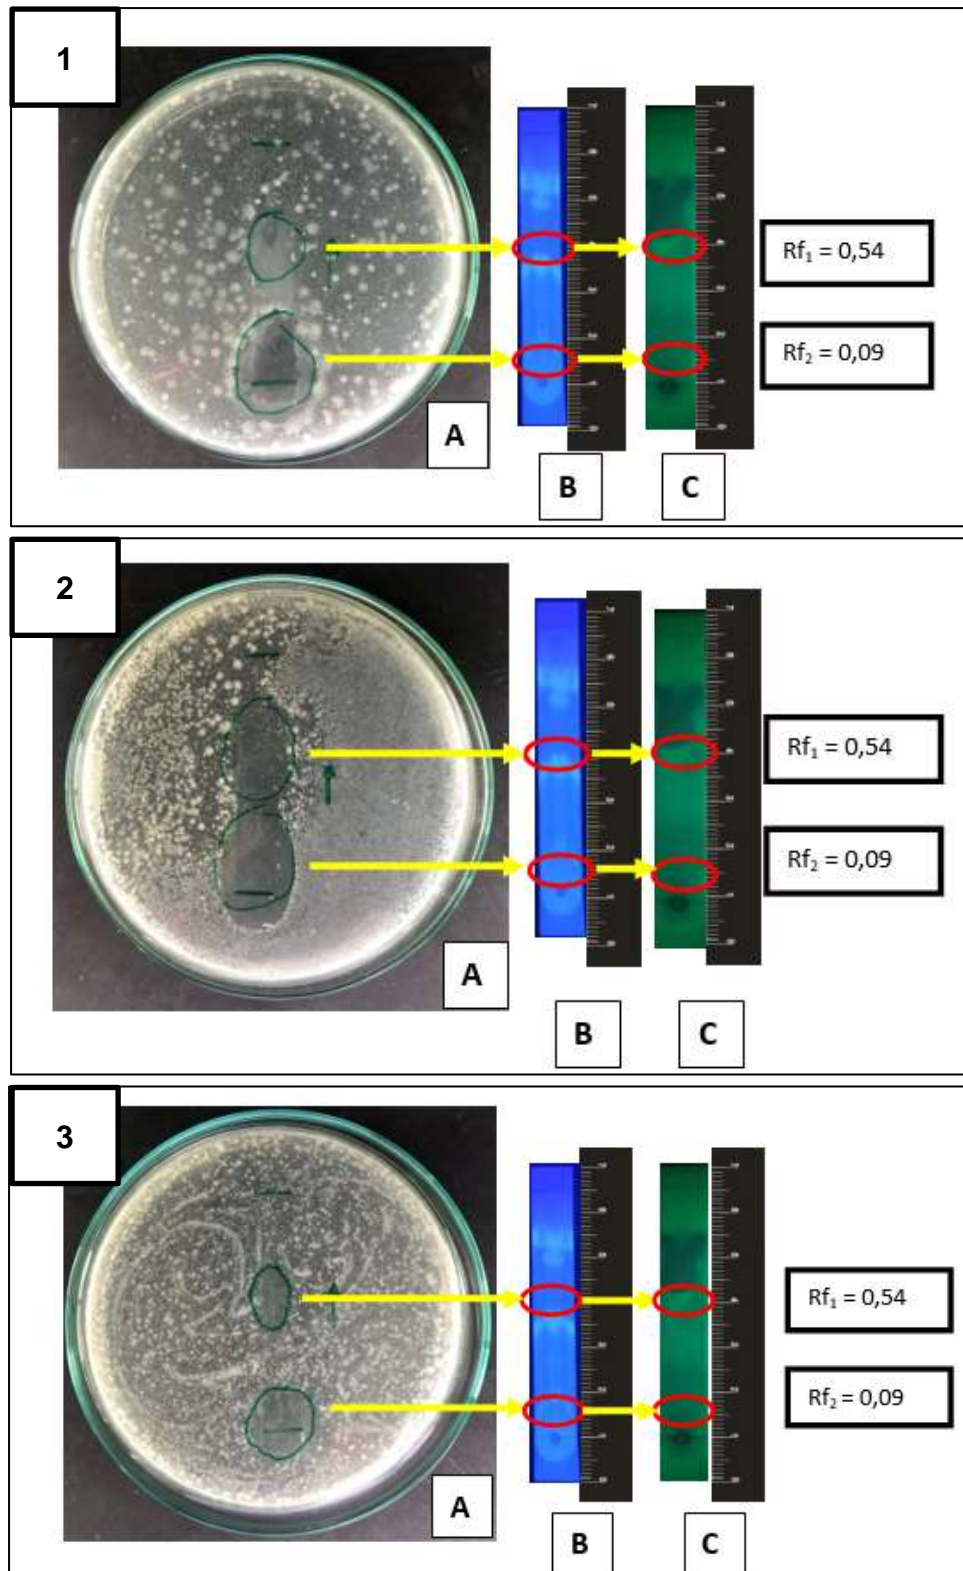 1
A
B
C
Rf₁ = 0,54
Rf₂ = 0,09
2
A
B
C
Rf₁ = 0,54
Rf₂ = 0,09
3
A
B
C
Rf₁ = 0,54
Rf₂ = 0,09